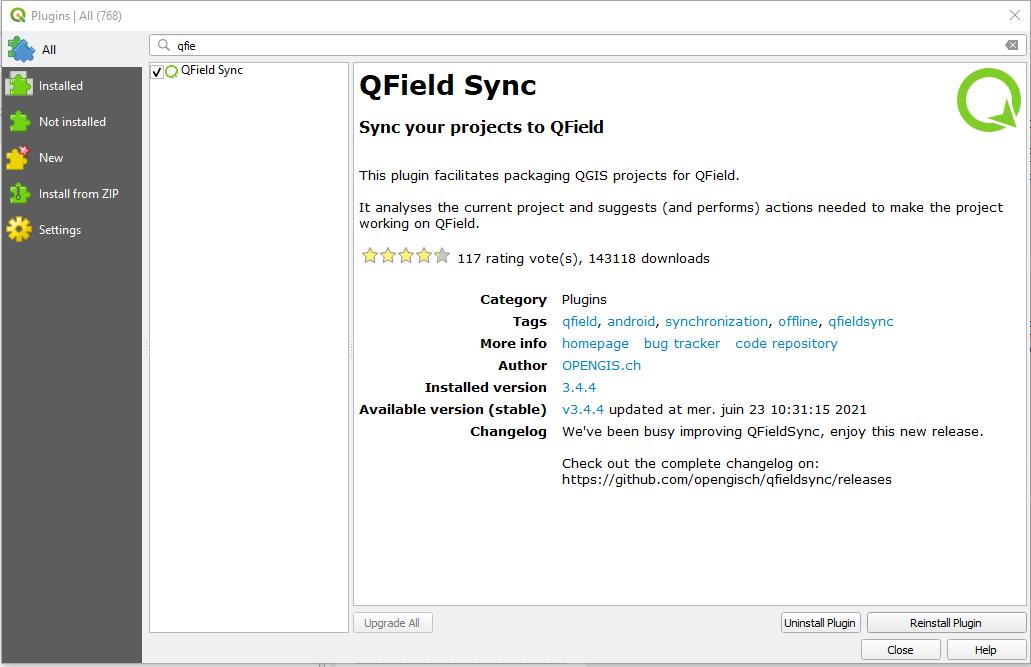 Plugins | All (768)
All
qfie
Installed
Not installed
New
Install from ZIP
Settings
QField Sync
QField Sync
Sync your projects to QField
This plugin facilitates packaging QGIS projects for QField.
It analyses the current project and suggests (and performs) actions needed to make the project
working on QField.
117 rating vote(s), 143118 downloads
Category Plugins
Tags qfield, android, synchronization, offline, qfieldsync
More info homepage bug tracker code repository
Author OPENGIS.ch
Installed version 3.4.4
Available version (stable) v3.4.4 updated at mer. juin 23 10:31:15 2021
Changelog We've been busy improving QFieldSync, enjoy this new release.
Check out the complete changelog on:
https://github.com/opengisch/qfieldsync/releases
Upgrade All
Uninstall Plugin
Reinstall Plugin
Close
Help